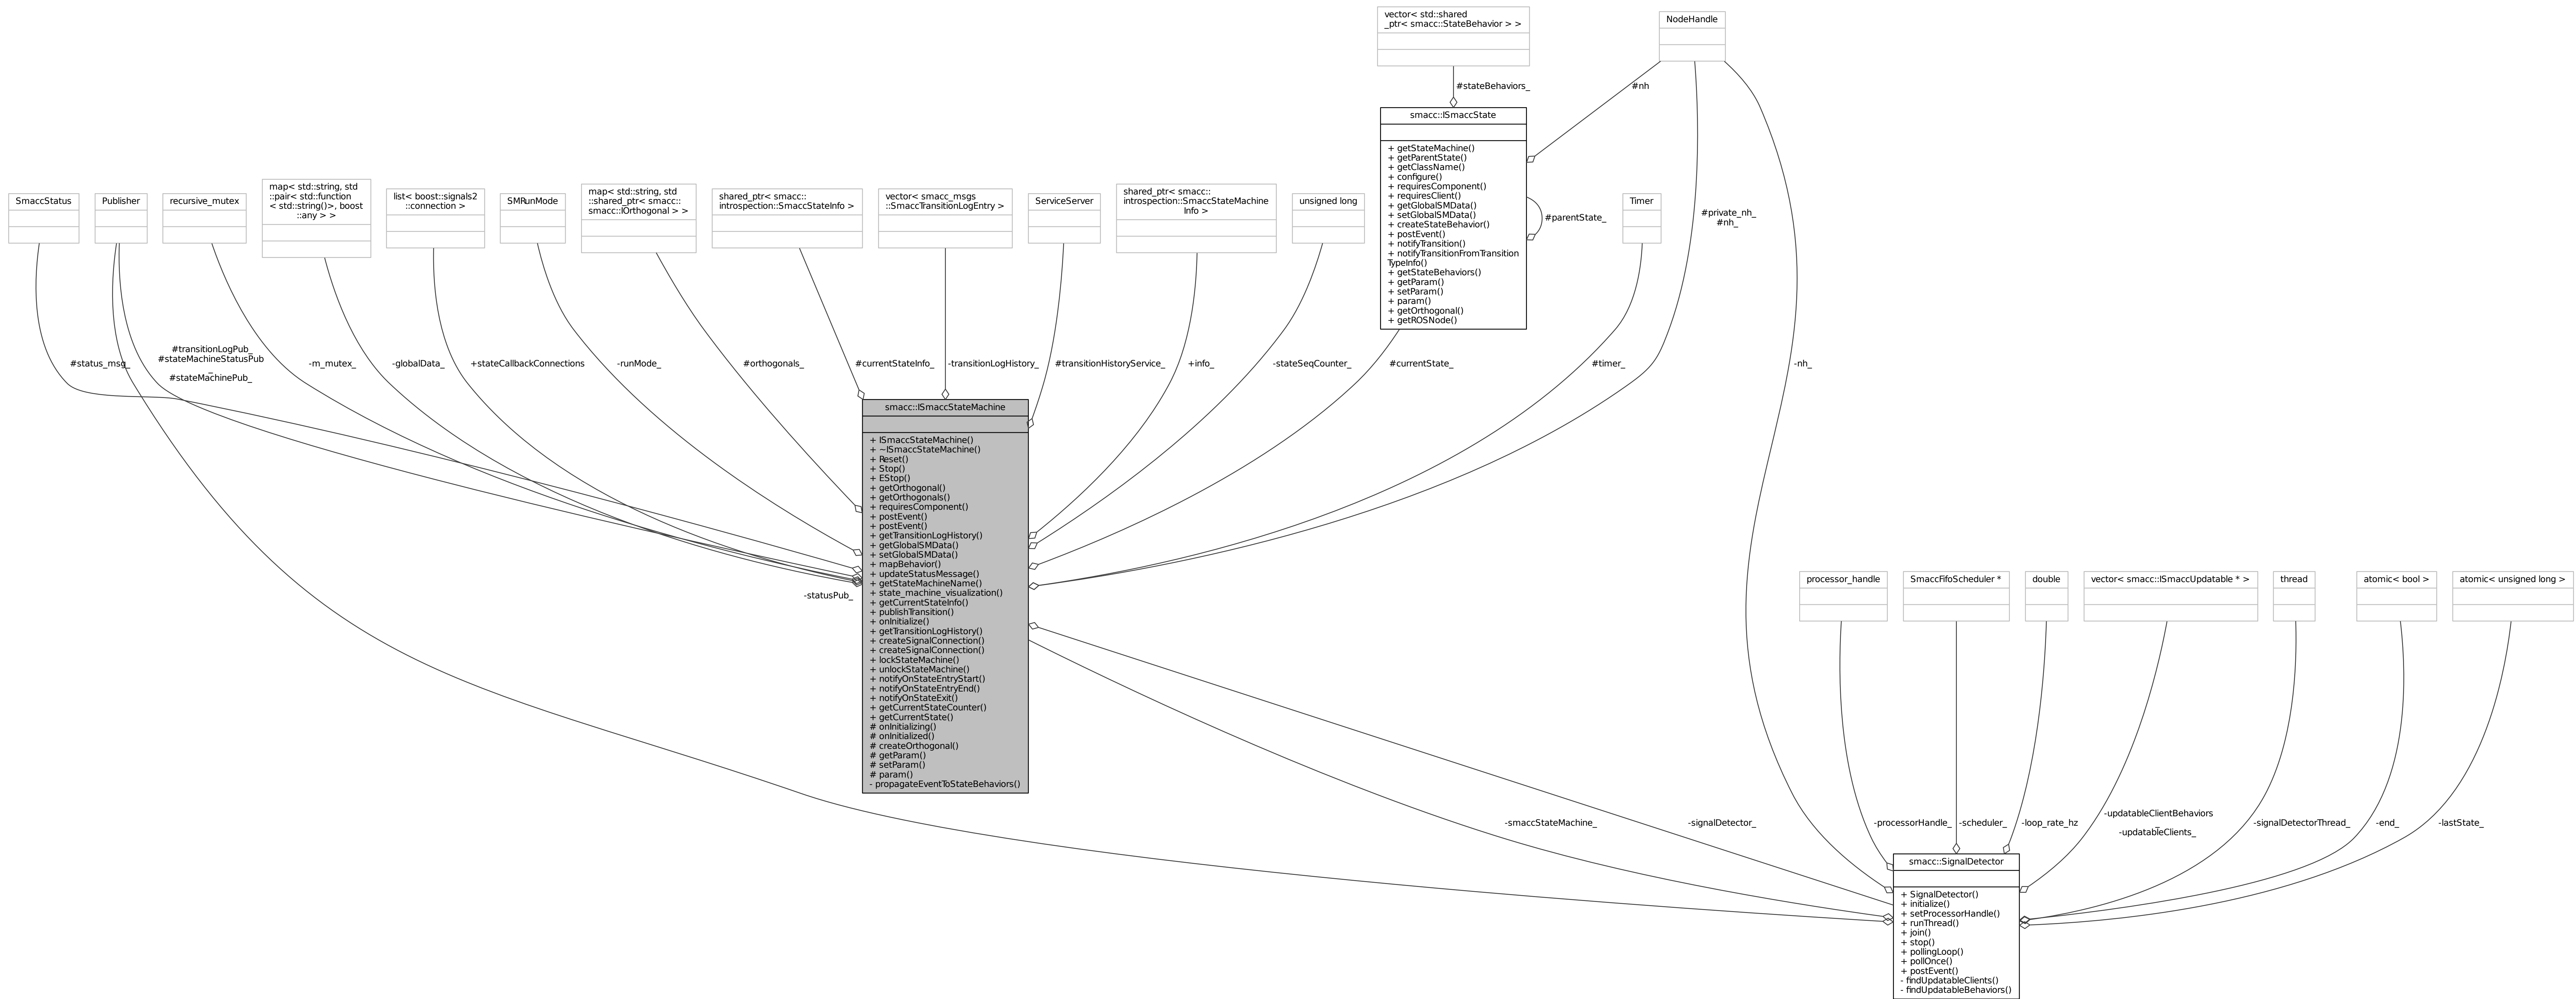 vector< std::shared
_ptr< smacc::StateBehavior > >
NodeHandle
#stateBehaviors_
#nh
smacc::ISmaccState
+ getStateMachine()
+ getParentState()
+ getClassName()
+ configure()
+ requiresComponent()
+ requiresClient()
+ getGlobalSMData()
+ setGlobalSMData()
+ createStateBehavior()
+ postEvent()
+ notifyTransition()
+ notifyTransitionFromTransition
TypeInfo()
+ getStateBehaviors()
+ getParam()
+ setParam()
+ param()
+ getOrthogonal()
+ getROSNode()
#parentState_
#private_nh_
#nh_
SmaccStatus
Publisher
recursive_mutex
map< std::string, std
::pair< std::function
< std::string()>, boost
::any > >
list< boost::signals2
::connection >
SMRunMode
map< std::string, std
::shared_ptr< smacc::
smacc::IOrthogonal > >
shared_ptr< smacc::
introspection::SmaccStateInfo >
vector< smacc_msgs
::SmaccTransitionLogEntry >
ServiceServer
shared_ptr< smacc::
introspection::SmaccStateMachine
Info >
unsigned long
Timer
#status_msg_
#transitionLogPub_
#stateMachineStatusPub
_
#stateMachinePub_
-m_mutex_
-globalData_
+stateCallbackConnections
-runMode_
#orthogonals_
#currentStateInfo_
-transitionLogHistory_
#transitionHistoryService_
+info_
-stateSeqCounter_
#currentState_
#timer_
-nh_
smacc::ISmaccStateMachine
+ ISmaccStateMachine()
+ ~ISmaccStateMachine()
+ Reset()
+ Stop()
+ EStop()
+ getOrthogonal()
+ getOrthogonals()
+ requiresComponent()
+ postEvent()
+ postEvent()
+ getTransitionLogHistory()
+ getGlobalSMData()
+ setGlobalSMData()
+ mapBehavior()
+ updateStatusMessage()
+ getStateMachineName()
+ state_machine_visualization()
+ getCurrentStateInfo()
+ publishTransition()
+ onInitialize()
+ getTransitionLogHistory()
+ createSignalConnection()
+ createSignalConnection()
+ lockStateMachine()
+ unlockStateMachine()
+ notifyOnStateEntryStart()
+ notifyOnStateEntryEnd()
+ notifyOnStateExit()
+ getCurrentStateCounter()
+ getCurrentState()
# onInitializing()
# onInitialized()
# createOrthogonal()
# getParam()
# setParam()
# param()
- propagateEventToStateBehaviors()
-statusPub_
processor_handle
SmaccFifoScheduler *
double
vector< smacc::ISmaccUpdatable * >
thread
atomic< bool >
atomic< unsigned long >
-smaccStateMachine_
-signalDetector_
-processorHandle_
-scheduler_
-loop_rate_hz
-updatableClientBehaviors
_
-updatableClients_
-signalDetectorThread_
-end_
-lastState_
smacc::SignalDetector
+ SignalDetector()
+ initialize()
+ setProcessorHandle()
+ runThread()
+ join()
+ stop()
+ pollingLoop()
+ pollOnce()
+ postEvent()
- findUpdatableClients()
- findUpdatableBehaviors()